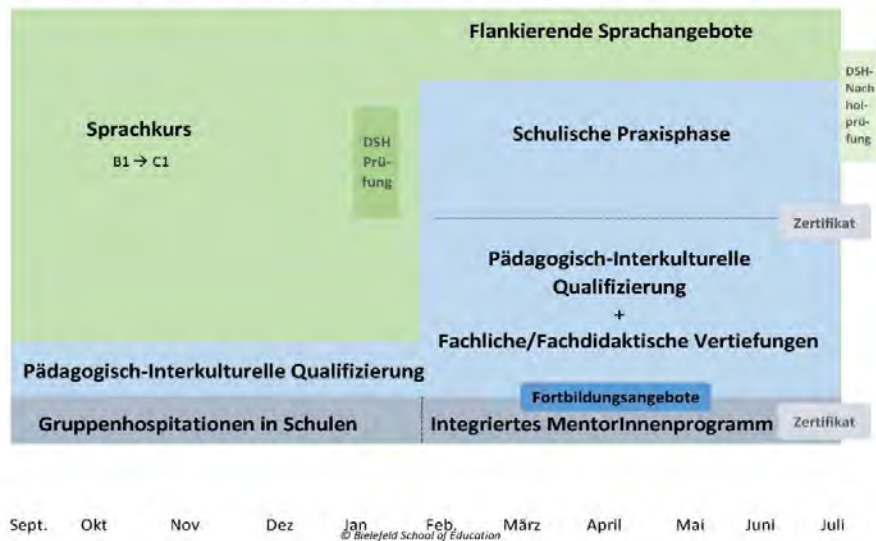 Flankierende Sprachangebote
Sprachkurs
B1 → C1
DSH
Prü-
fung
Schulische Praxisphase
DSH-
Nach
hol-
prü-
fung
Zertifikat
Pädagogisch-Interkulturelle
Qualifizierung
+
Fachliche/Fachdidaktische Vertiefungen
Pädagogisch-Interkulturelle Qualifizierung
Fortbildungsangebote
Gruppenhospitationen in Schulen
Integriertes MentorInnenprogramm
Zertifikat
Sept. Okt Nov Dez Jan Feb. März April Mai Juni Juli
© Bielefeld School of Education